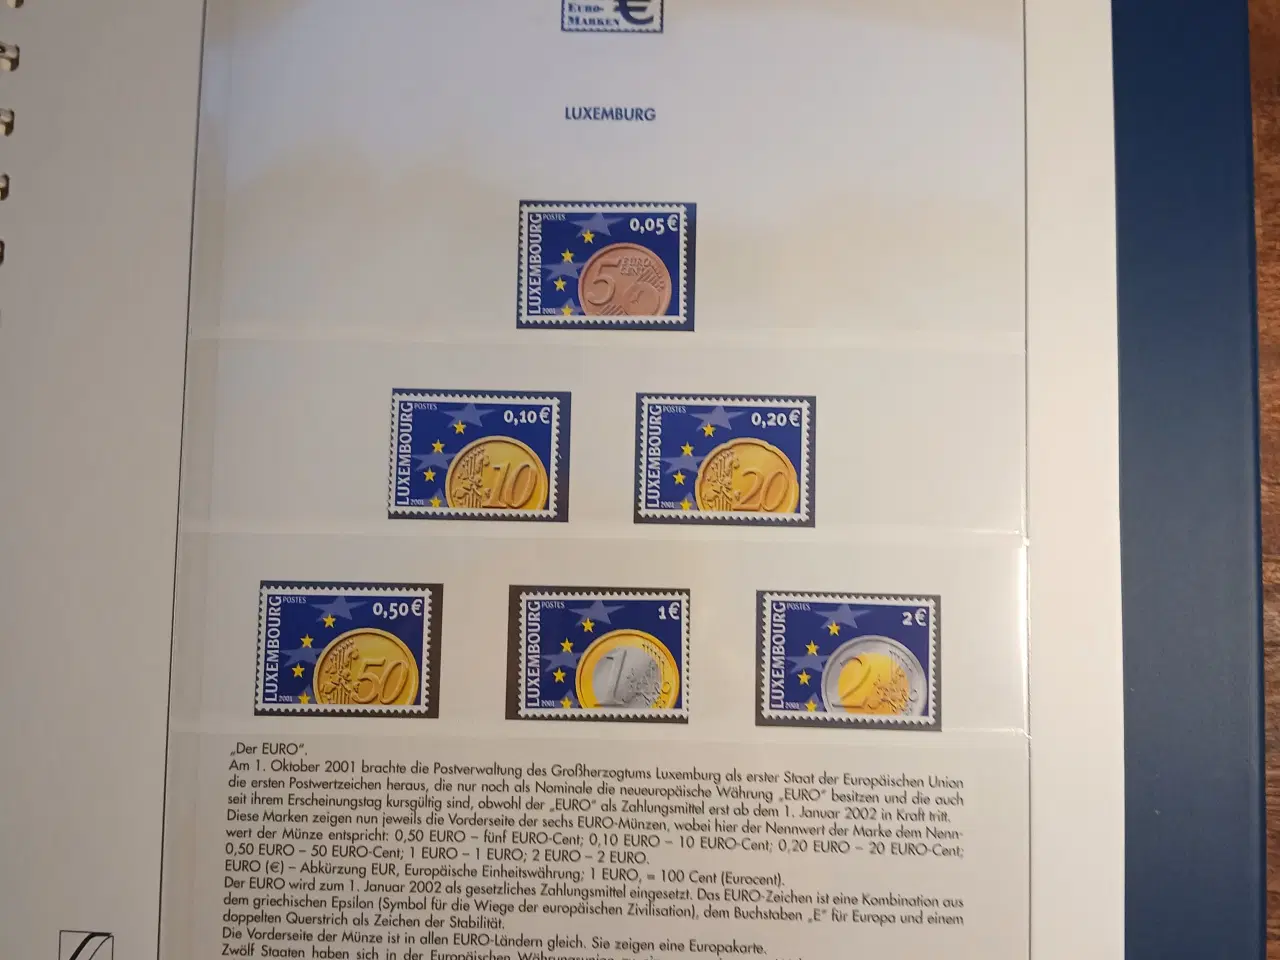 EURO-
MARKEN €
LUXEMBURG
LUXEMBOURG
POSTES
0,05 €
5 EURO
CENT
2001
LUXEMBOURG
POSTES
0,10 €
10
2001
LUXEMBOURG
POSTES
0,20 €
20
2001
LUXEMBOURG
POSTES
0,50 €
50
2001
LUXEMBOURG
POSTES
1 €
1
2001
LUXEMBOURG
POSTES
2 €
2
2001
„Der EURO“.
Am 1. Oktober 2001 brachte die Postverwaltung des Großherzogtums Luxemburg als erster Staat der Europäischen Union
die ersten Postwertzeichen heraus, die nur noch als Nominale die neueuropäische Währung „EURO“ besitzen und die auch
seit ihrem Erscheinungstag kursgültig sind, obwohl der „EURO“ als Zahlungsmittel erst ab dem 1. Januar 2002 in Kraft tritt.
Diese Marken zeigen nun jeweils die Vorderseite der sechs EURO-Münzen, wobei hier der Nennwert der Marke dem Nenn-
wert der Münze entspricht: 0,50 EURO – fünf EURO-Cent; 0,10 EURO – 10 EURO-Cent; 0,20 EURO – 20 EURO-Cent;
0,50 EURO – 50 EURO-Cent; 1 EURO – 1 EURO; 2 EURO – 2 EURO.
EURO (€) – Abkürzung EUR, Europäische Einheitswährung; 1 EURO, = 100 Cent (Eurocent).
Der EURO wird zum 1. Januar 2002 als gesetzliches Zahlungsmittel eingesetzt. Das EURO-Zeichen ist eine Kombination aus
dem griechischen Epsilon (Symbol für die Wiege der europäischen Zivilisation), dem Buchstaben „E“ für Europa und einem
doppelten Querstrich als Zeichen der Stabilität.
Die Vorderseite der Münze ist in allen EURO-Ländern gleich. Sie zeigen eine Europakarte.
Zwölf Staaten haben sich in der Europäischen Währungsunion zu